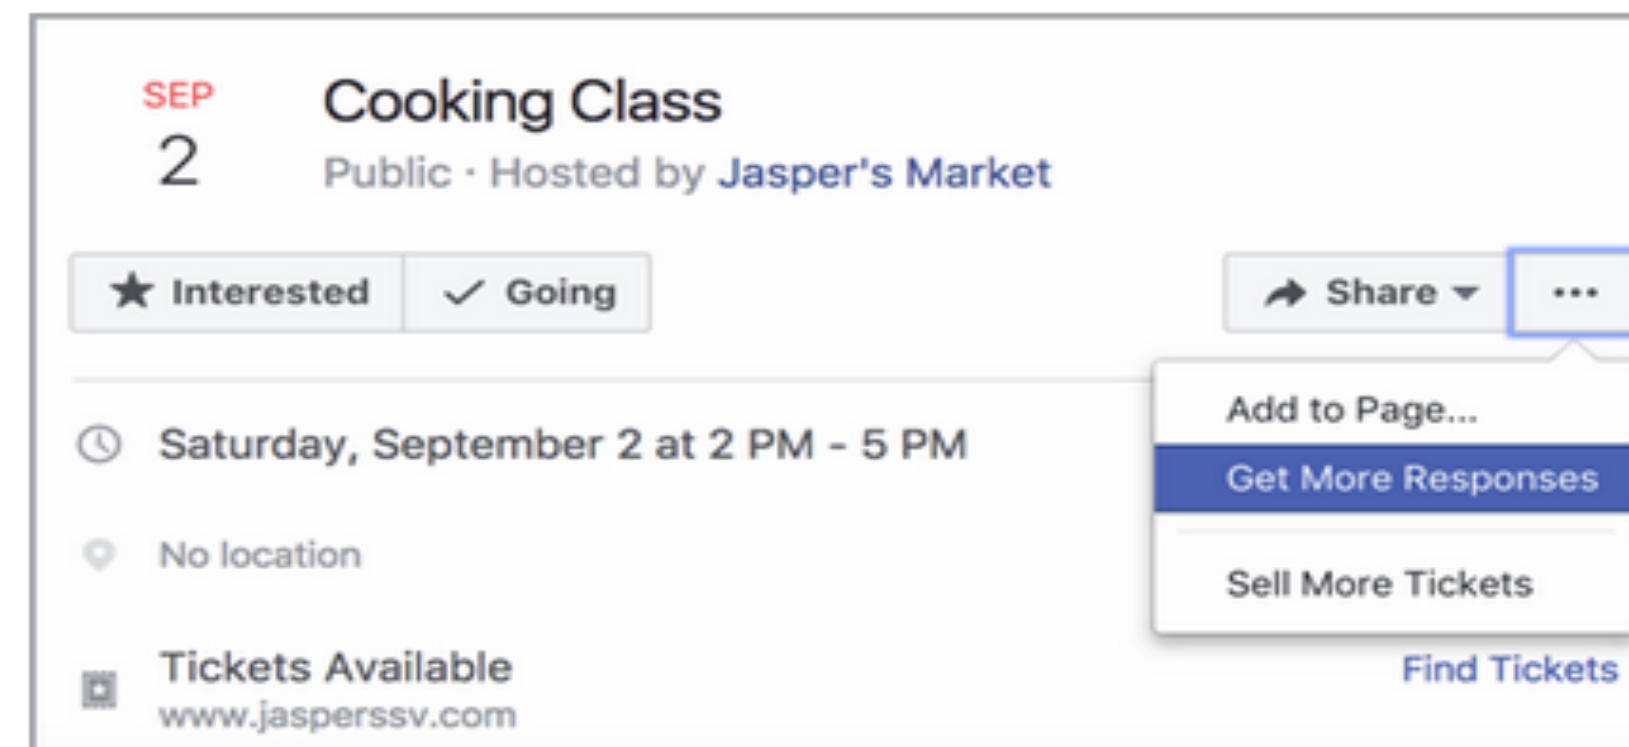 SEP
2
Cooking Class
Public · Hosted by Jasper's Market
Interested
Going
Share
...
Add to Page...
Get More Responses
Sell More Tickets
Saturday, September 2 at 2 PM - 5 PM
No location
Tickets Available
www.jasperssv.com
Find Tickets